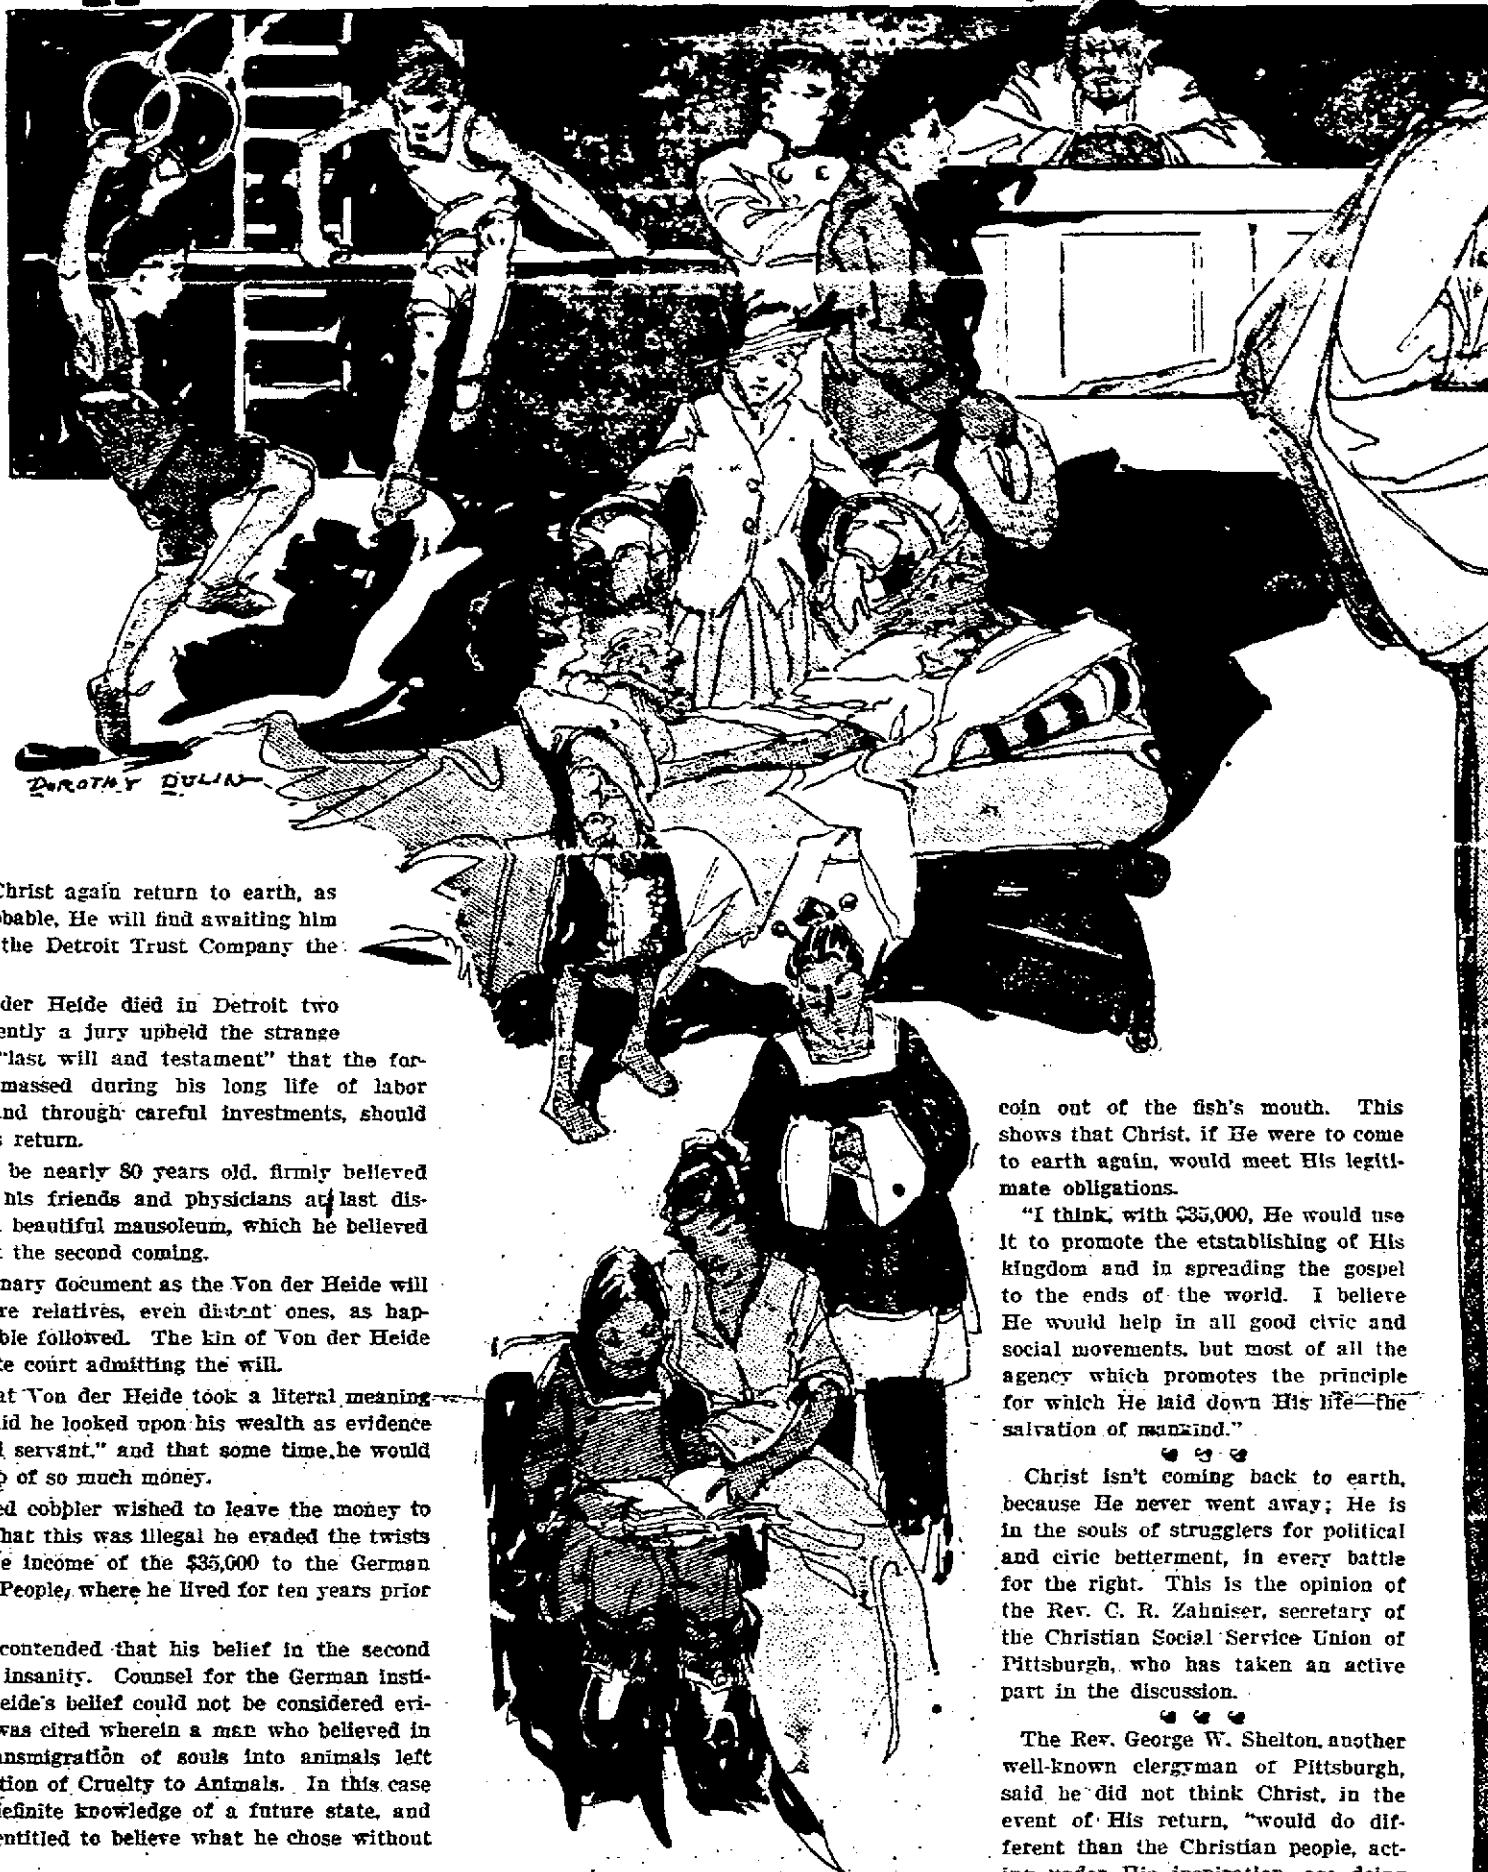 DOROTHY DULIN
Christ again return to earth, as
bable, He will find awaiting him
the Detroit Trust Company the
der Heide died in Detroit two
ently a jury upheld the strange
"last will and testament" that the for-
massed during his long life of labor
nd through careful investments, should
s return.
be nearly 80 years old, firmly believed
his friends and physicians at last dis-
beautiful mausoleum, which he believed
the second coming.
nary document as the Von der Heide will
re relatives, even distant ones, as hap-
ble followed. The kin of Von der Heide
te court admitting the will.
at Von der Heide took a literal meaning
id he looked upon his wealth as evidence
servant," and that some time he would
of so much money.
ed cobbler wished to leave the money to
hat this was illegal he evaded the twists
e income of the $35,000 to the German
People, where he lived for ten years prior
contended that his belief in the second
insanity. Counsel for the German insti-
eide's belief could not be considered evi-
was cited wherein a man who believed in
nsmigration of souls into animals left
tion of Cruelty to Animals. In this case
efinite knowledge of a future state, and
entitled to believe what he chose without
coin out of the fish's mouth. This
shows that Christ, if He were to come
to earth again, would meet His legiti-
mate obligations.
"I think, with $35,000, He would use
it to promote the etstablishing of His
kingdom and in spreading the gospel
to the ends of the world. I believe
He would help in all good civic and
social movements, but most of all the
agency which promotes the principle
for which He laid down His life—the
salvation of mankind."
Christ isn't coming back to earth,
because He never went away; He is
in the souls of strugglers for political
and civic betterment, in every battle
for the right. This is the opinion of
the Rev. C. R. Zahniser, secretary of
the Christian Social Service Union of
Pittsburgh, who has taken an active
part in the discussion.
The Rev. George W. Shelton, another
well-known clergyman of Pittsburgh,
said he did not think Christ, in the
event of His return, "would do dif-
ferent than the Christian people, act-